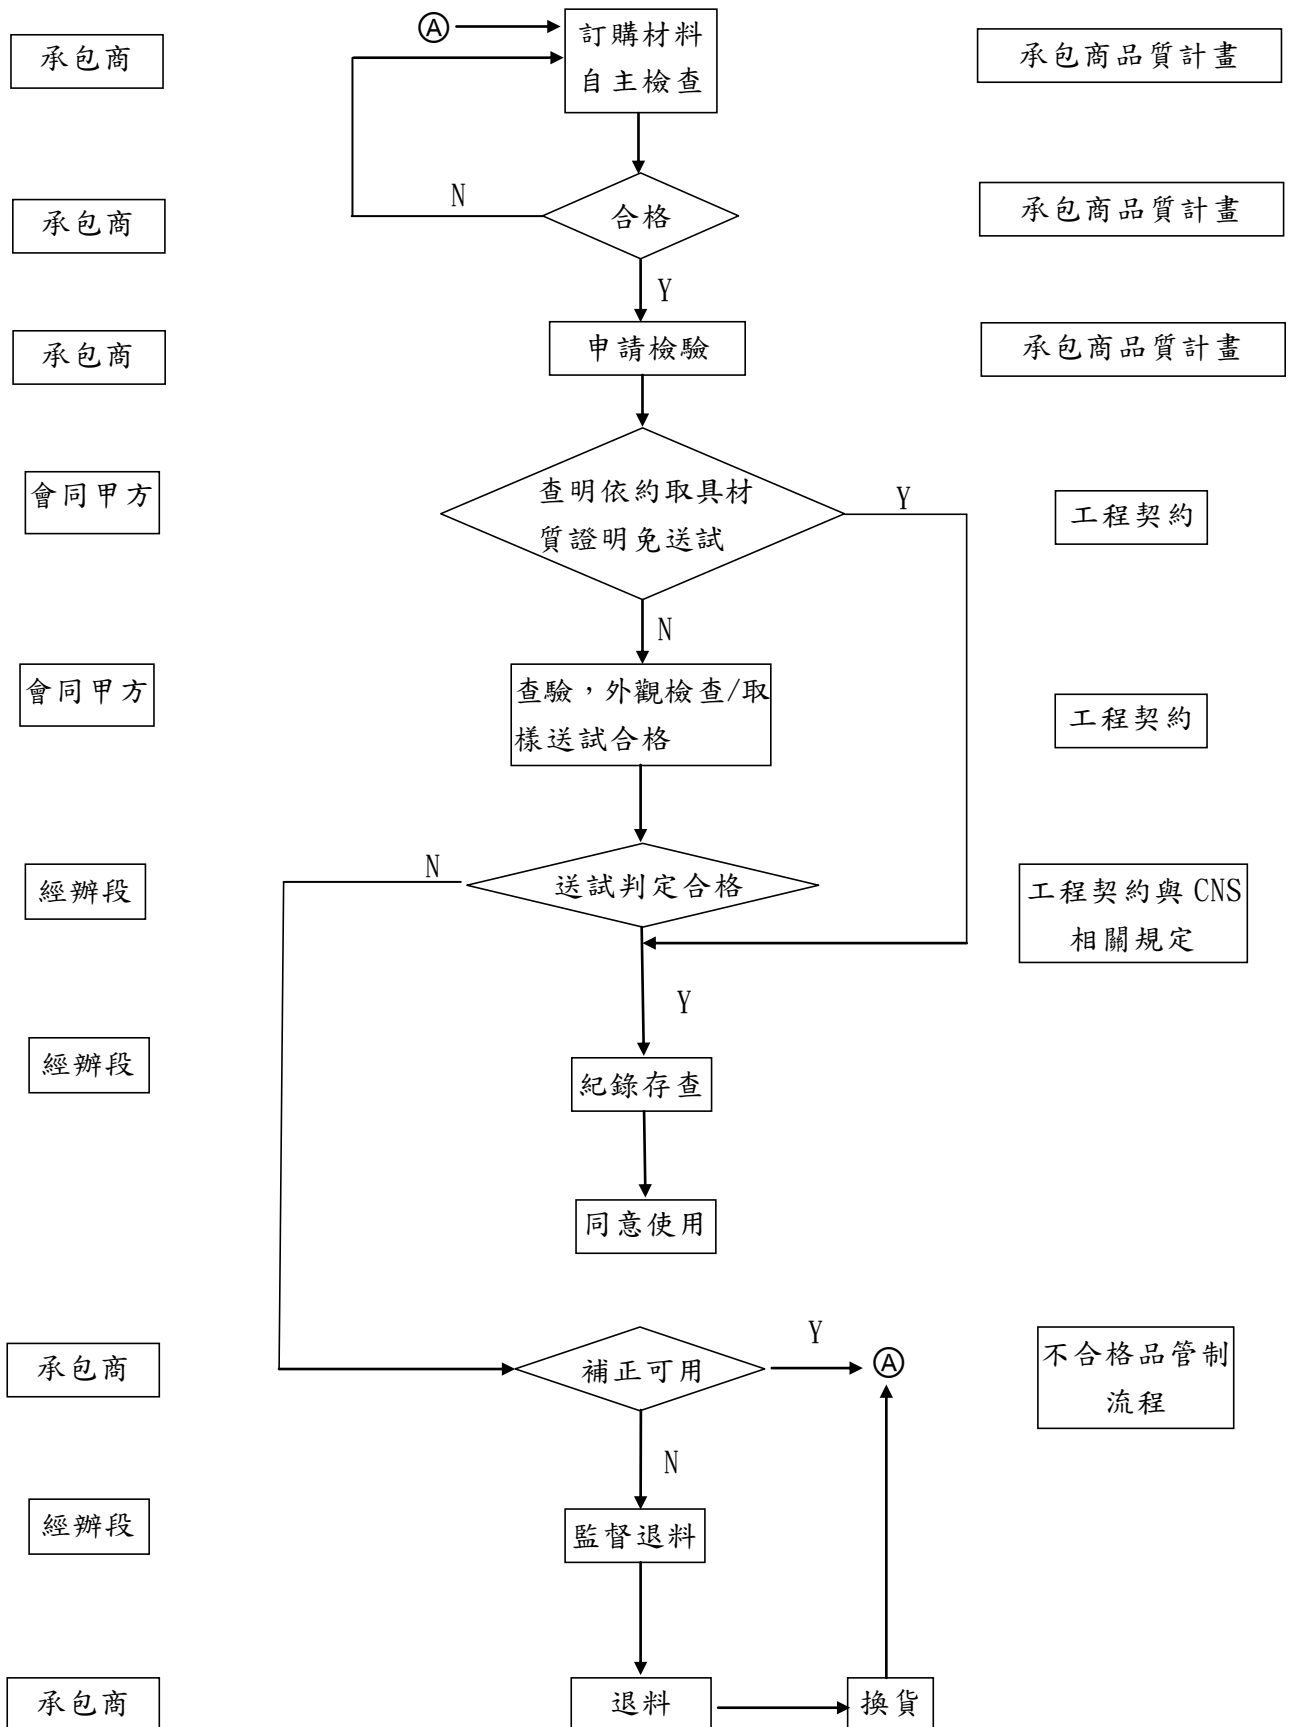 Ⓐ
訂購材料
自主檢查
承包商
承包商品質計畫
N
合格
承包商
承包商品質計畫
Y
申請檢驗
承包商
承包商品質計畫
會同甲方
查明依約取具材
質證明免送試
Y
工程契約
N
會同甲方
查驗,外觀檢查/取
樣送試合格
工程契約
N
經辦段
送試判定合格
工程契約與 CNS
相關規定
Y
經辦段
紀錄存查
同意使用
承包商
補正可用
Y
Ⓐ
不合格品管制
流程
N
經辦段
監督退料
承包商
退料
換貨